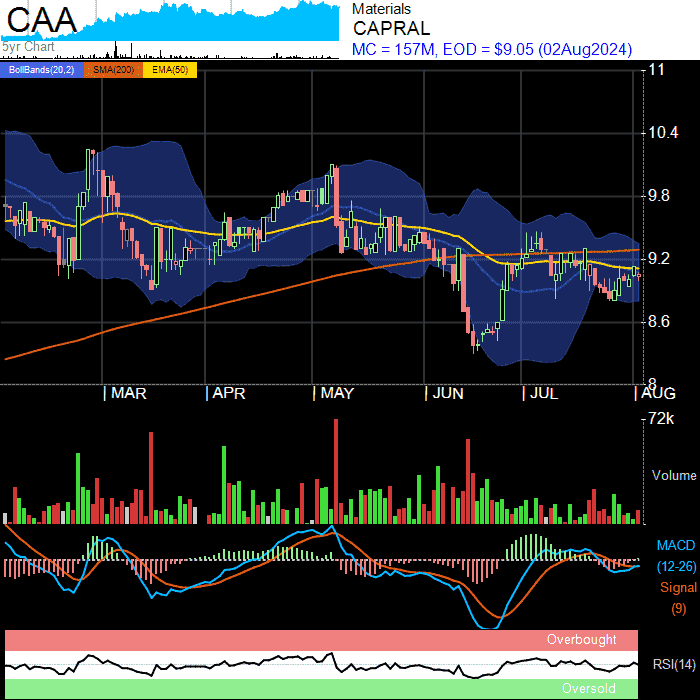 CAA
5yr Chart
Materials
CAPRAL
MC = 157M, EOD = $9.05 (02Aug2024)
BollBands(20,2) SMA(200) EMA(50)
11
10.4
9.8
9.2
8.6
8
MAR APR MAY JUN JUL AUG
72k
Volume
MACD
(12-26)
Signal
(9)
Overbought
RSI(14)
Oversold